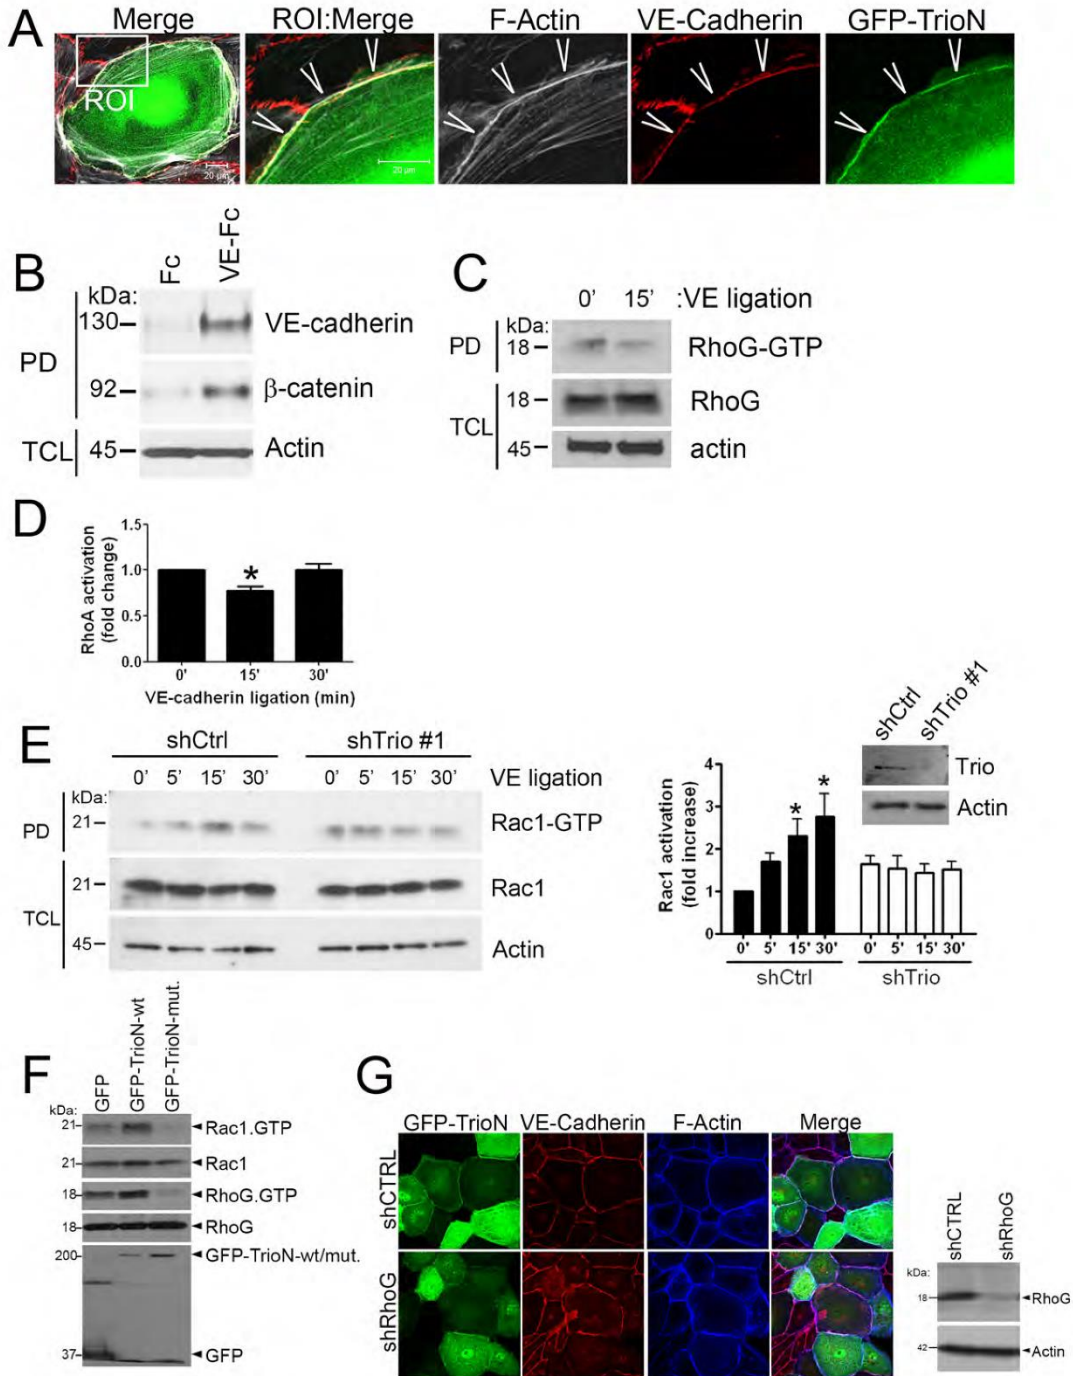 A
Merge
ROI:Merge
F-Actin
VE-Cadherin
GFP-TrioN
ROI
20 µm
20 µm
B
Fc
VE-Fc
kDa:
PD
130
VE-cadherin
92
β-catenin
TCL
45
Actin
C
0' 15' :VE ligation
kDa:
PD
18
RhoG-GTP
TCL
18
RhoG
45
actin
D
RhoA activation
(fold change)
1.5
1.0
0.5
0.0
*
0' 15' 30'
VE-cadherin ligation (min)
E
shCtrl
shTrio #1
0' 5' 15' 30' 0' 5' 15' 30' VE ligation
kDa:
PD
21
Rac1-GTP
TCL
21
Rac1
45
Actin
shCtrl
shTrio #1
Trio
Actin
Rac1 activation
(fold increase)
4
3
2
1
0
*
*
0' 5' 15' 30' 0' 5' 15' 30'
shCtrl
shTrio
F
GFP
GFP-TrioN-wt
GFP-TrioN-mut.
kDa:
21
Rac1.GTP
21
Rac1
18
RhoG.GTP
18
RhoG
200
GFP-TrioN-wt/mut.
37
GFP
G
GFP-TrioN
VE-Cadherin
F-Actin
Merge
shCTRL
shRhoG
shCTRL
shRhoG
kDa:
18
RhoG
42
Actin